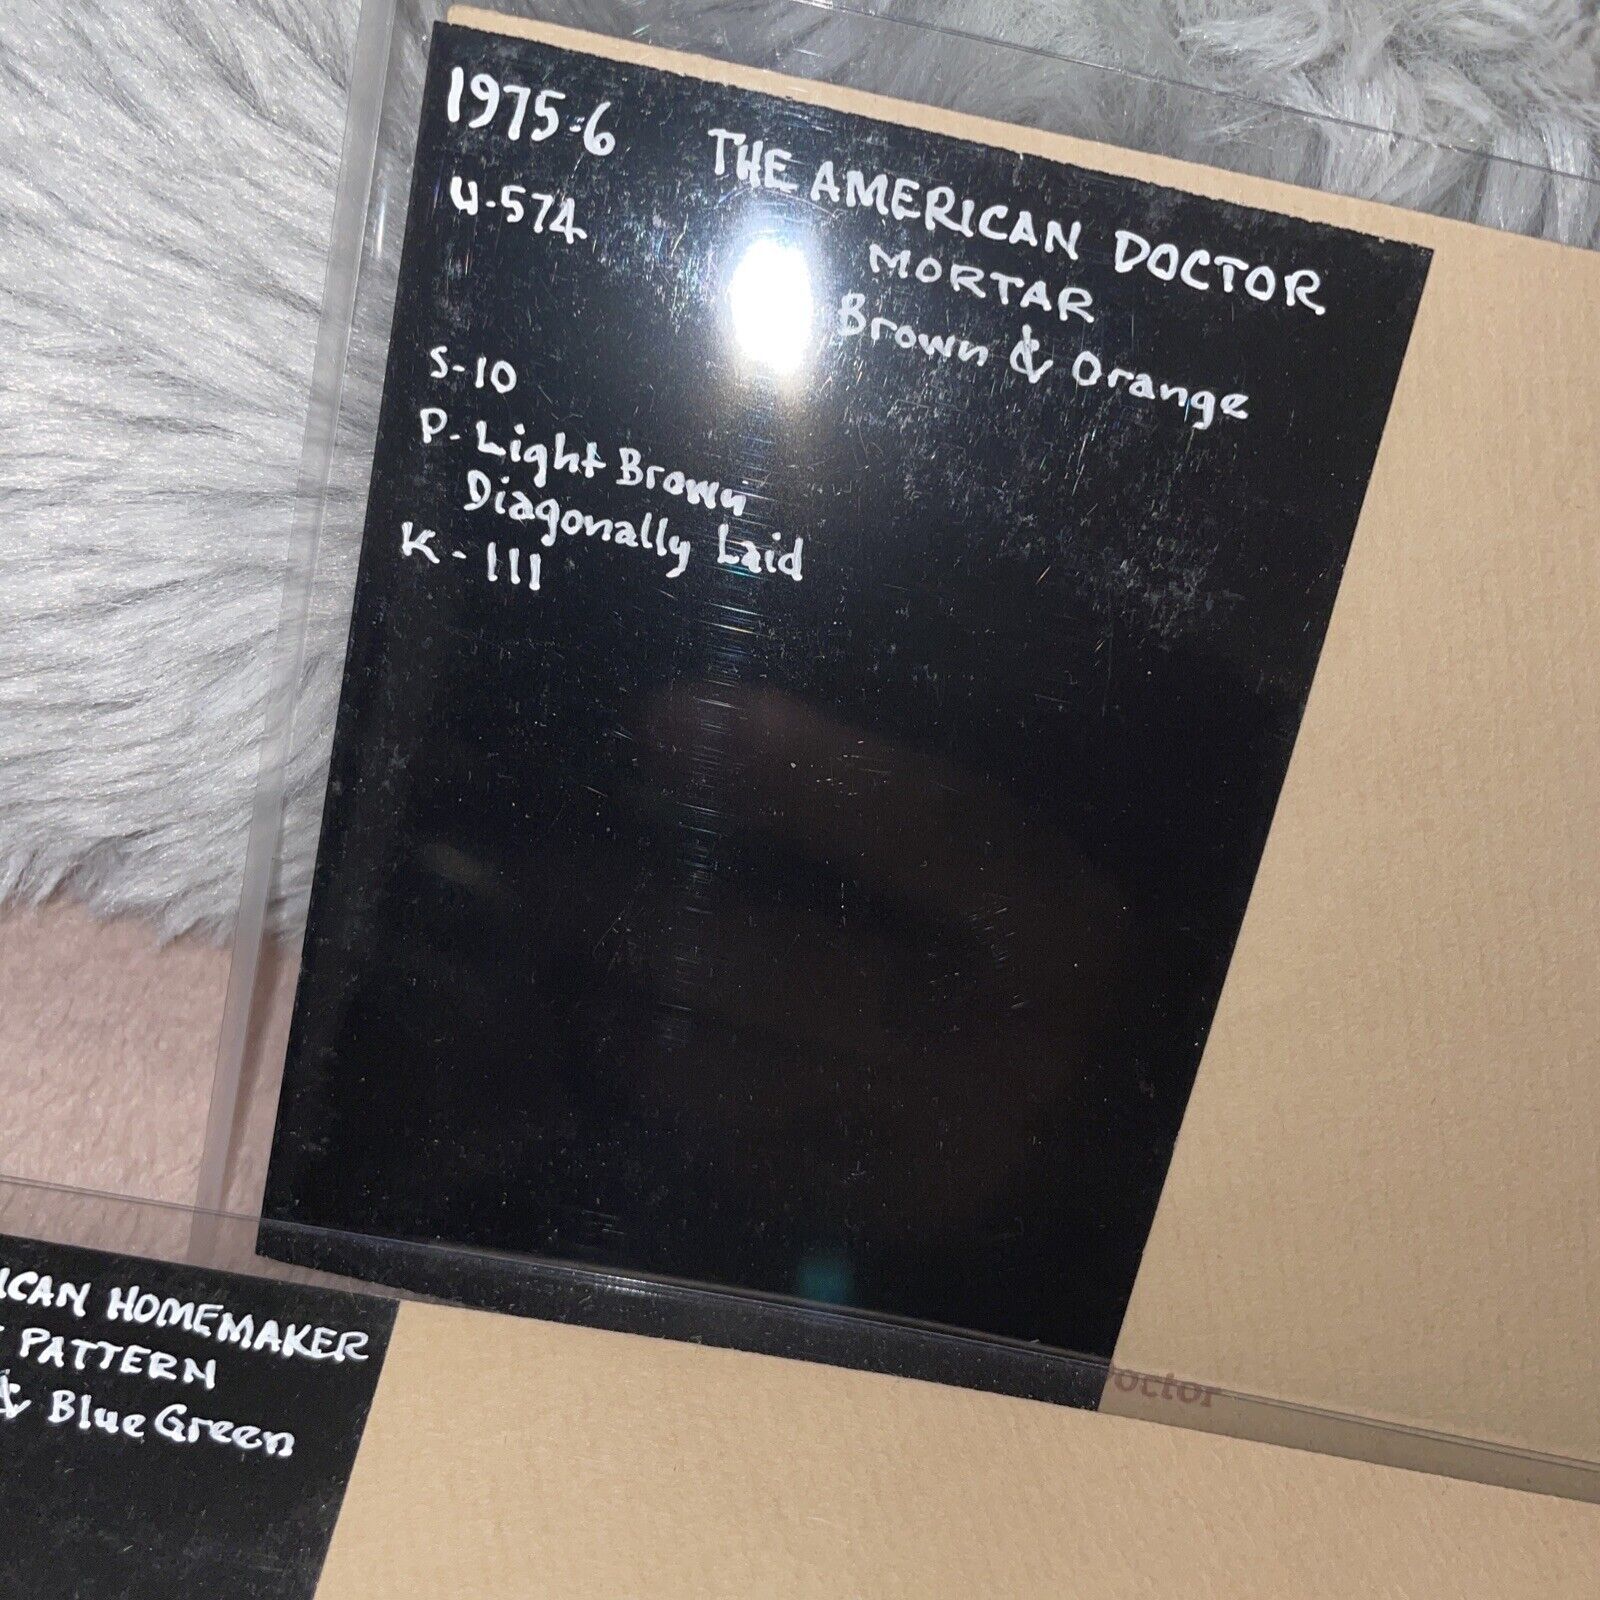 1975-6
THE AMERICAN DOCTOR
U-574
MORTAR
Brown & Orange
S-10
P- Light Brown
Diagonally Laid
K-111
octor
ICAN HOMEMAKER
PATTERN
& Blue Green